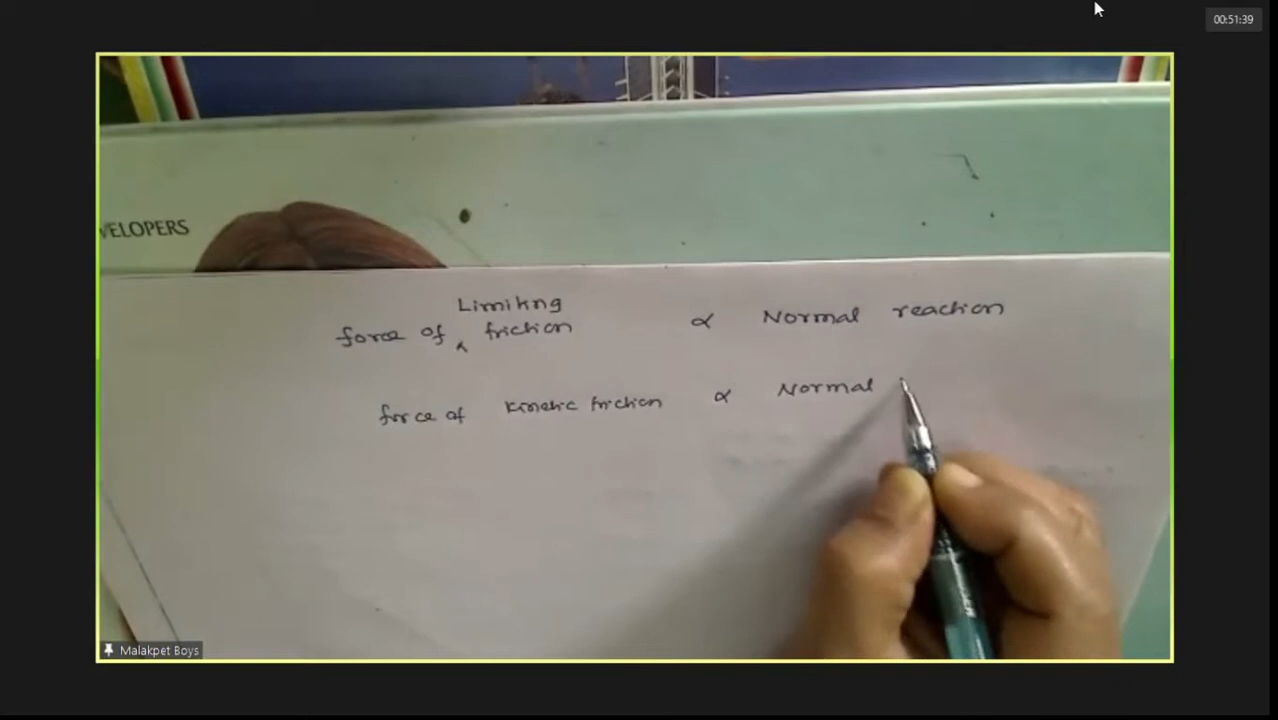 00:51:39
VELOPERS
Limiting
force of ‸ friction ∝ Normal reaction
force of kinetic friction ∝ Normal
Malakpet Boys